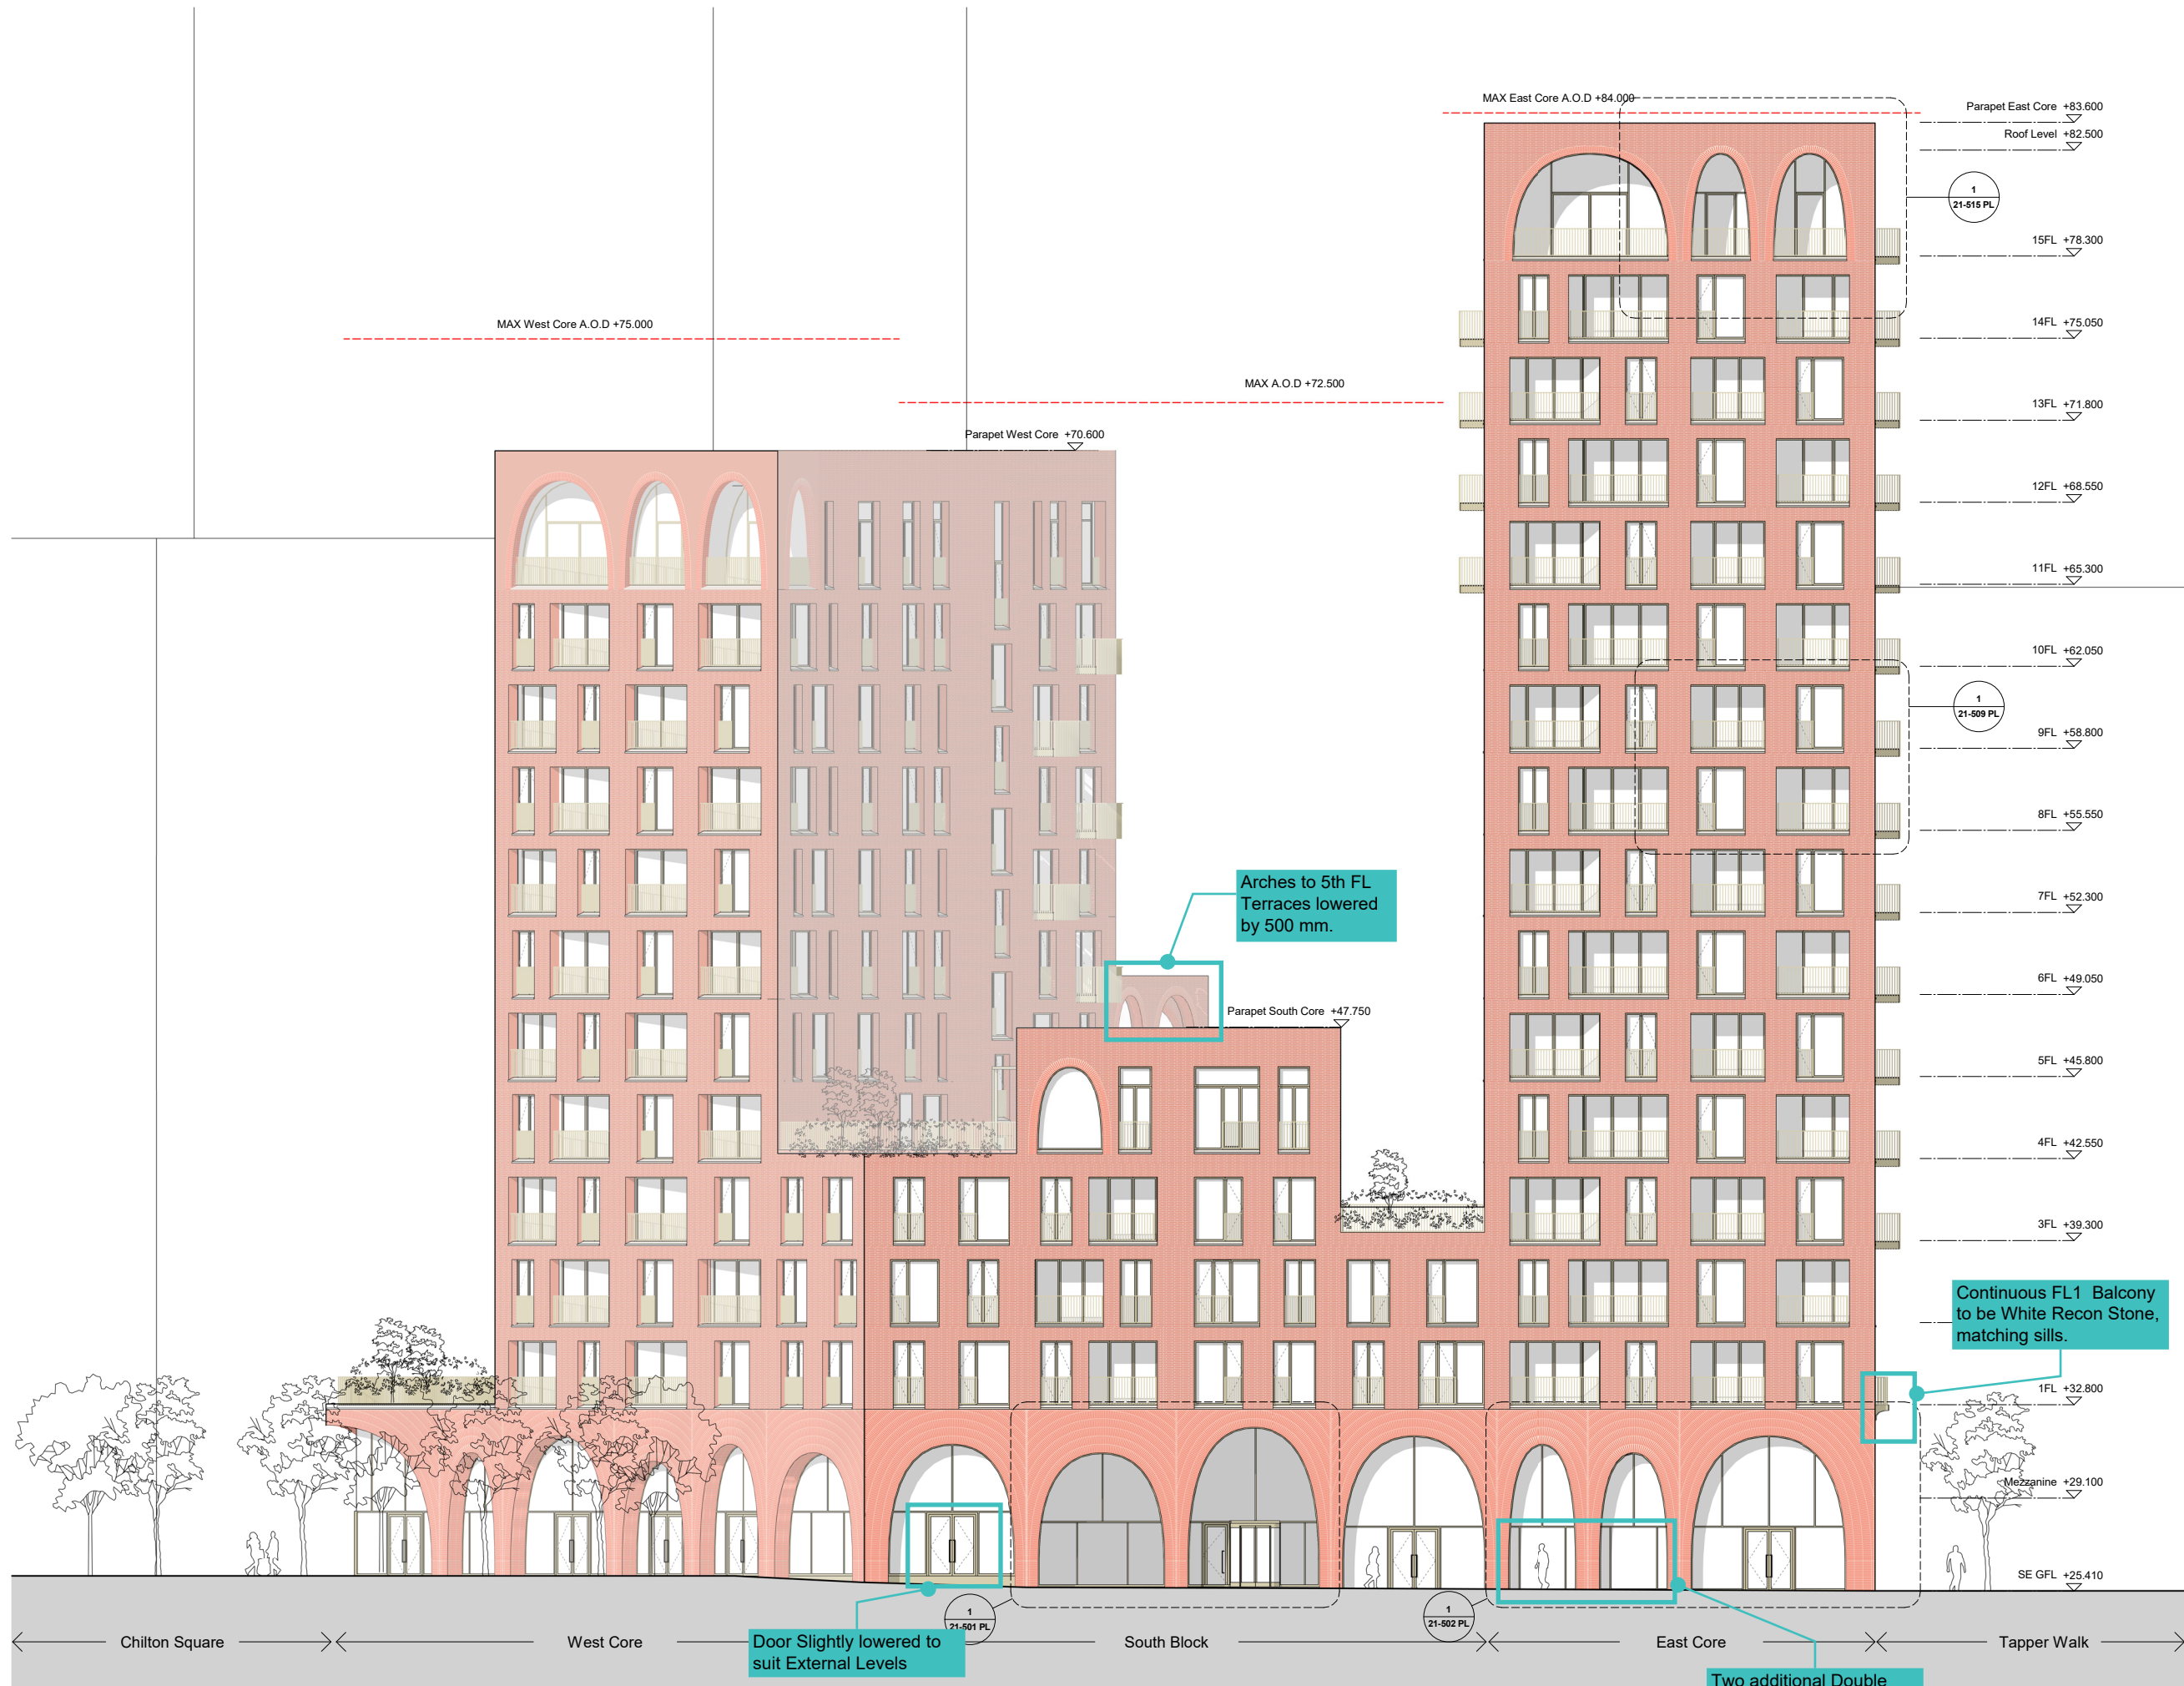 MAX East Core A.O.D +84.000
Parapet East Core +83.600
Roof Level +82.500
1
21-515 PL
15FL +78.300
MAX West Core A.O.D +75.000
14FL +75.050
MAX A.O.D +72.500
13FL +71.800
Parapet West Core +70.600
12FL +68.550
11FL +65.300
10FL +62.050
1
21-509 PL
9FL +58.800
8FL +55.550
Arches to 5th FL
Terraces lowered
by 500 mm.
7FL +52.300
6FL +49.050
Parapet South Core +47.750
5FL +45.800
4FL +42.550
3FL +39.300
Continuous FL1 Balcony
to be White Recon Stone,
matching sills.
1FL +32.800
Mezzanine +29.100
SE GFL +25.410
1
21-501 PL
1
21-502 PL
Chilton Square
West Core
Door Slightly lowered to
suit External Levels
South Block
East Core
Tapper Walk
Two additional Double